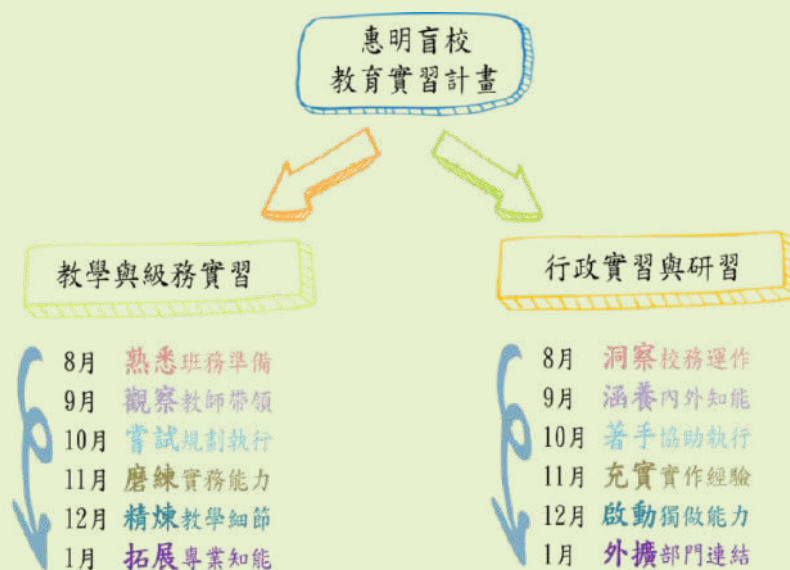 惠明盲校
教育實習計畫
教學與級務實習
8月 熟悉班務準備
9月 觀察教師帶領
10月 嘗試規劃執行
11月 磨練實務能力
12月 精煉教學細節
1月 拓展專業知能
行政實習與研習
8月 洞察校務運作
9月 涵養內外知能
10月 著手協助執行
11月 充實實作經驗
12月 啟動獨做能力
1月 外擴部門連結